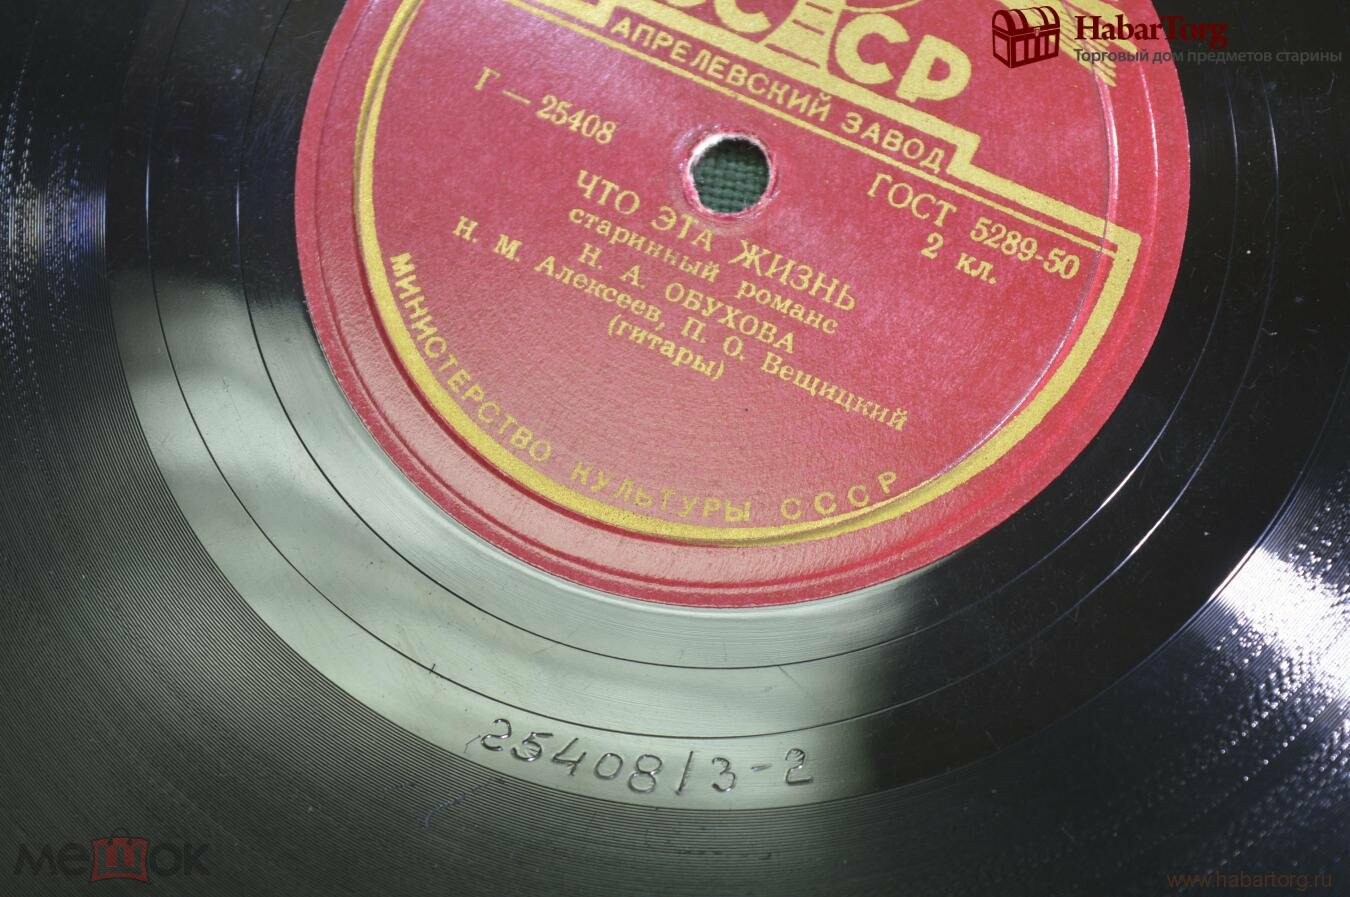 СССР
АПРЕЛЕВСКИЙ ЗАВОД
Г — 25408
ГОСТ 5289-50
2 кл.
ЧТО ЭТА ЖИЗНЬ
старинный романс
Н. А. ОБУХОВА
Н. М. Алексеев, П. О. Вещицкий
(гитары)
МИНИСТЕРСТВО КУЛЬТУРЫ СССР
25408/3-2
HabarTorg
Торговый дом предметов старины
мешок
www.habartorg.ru